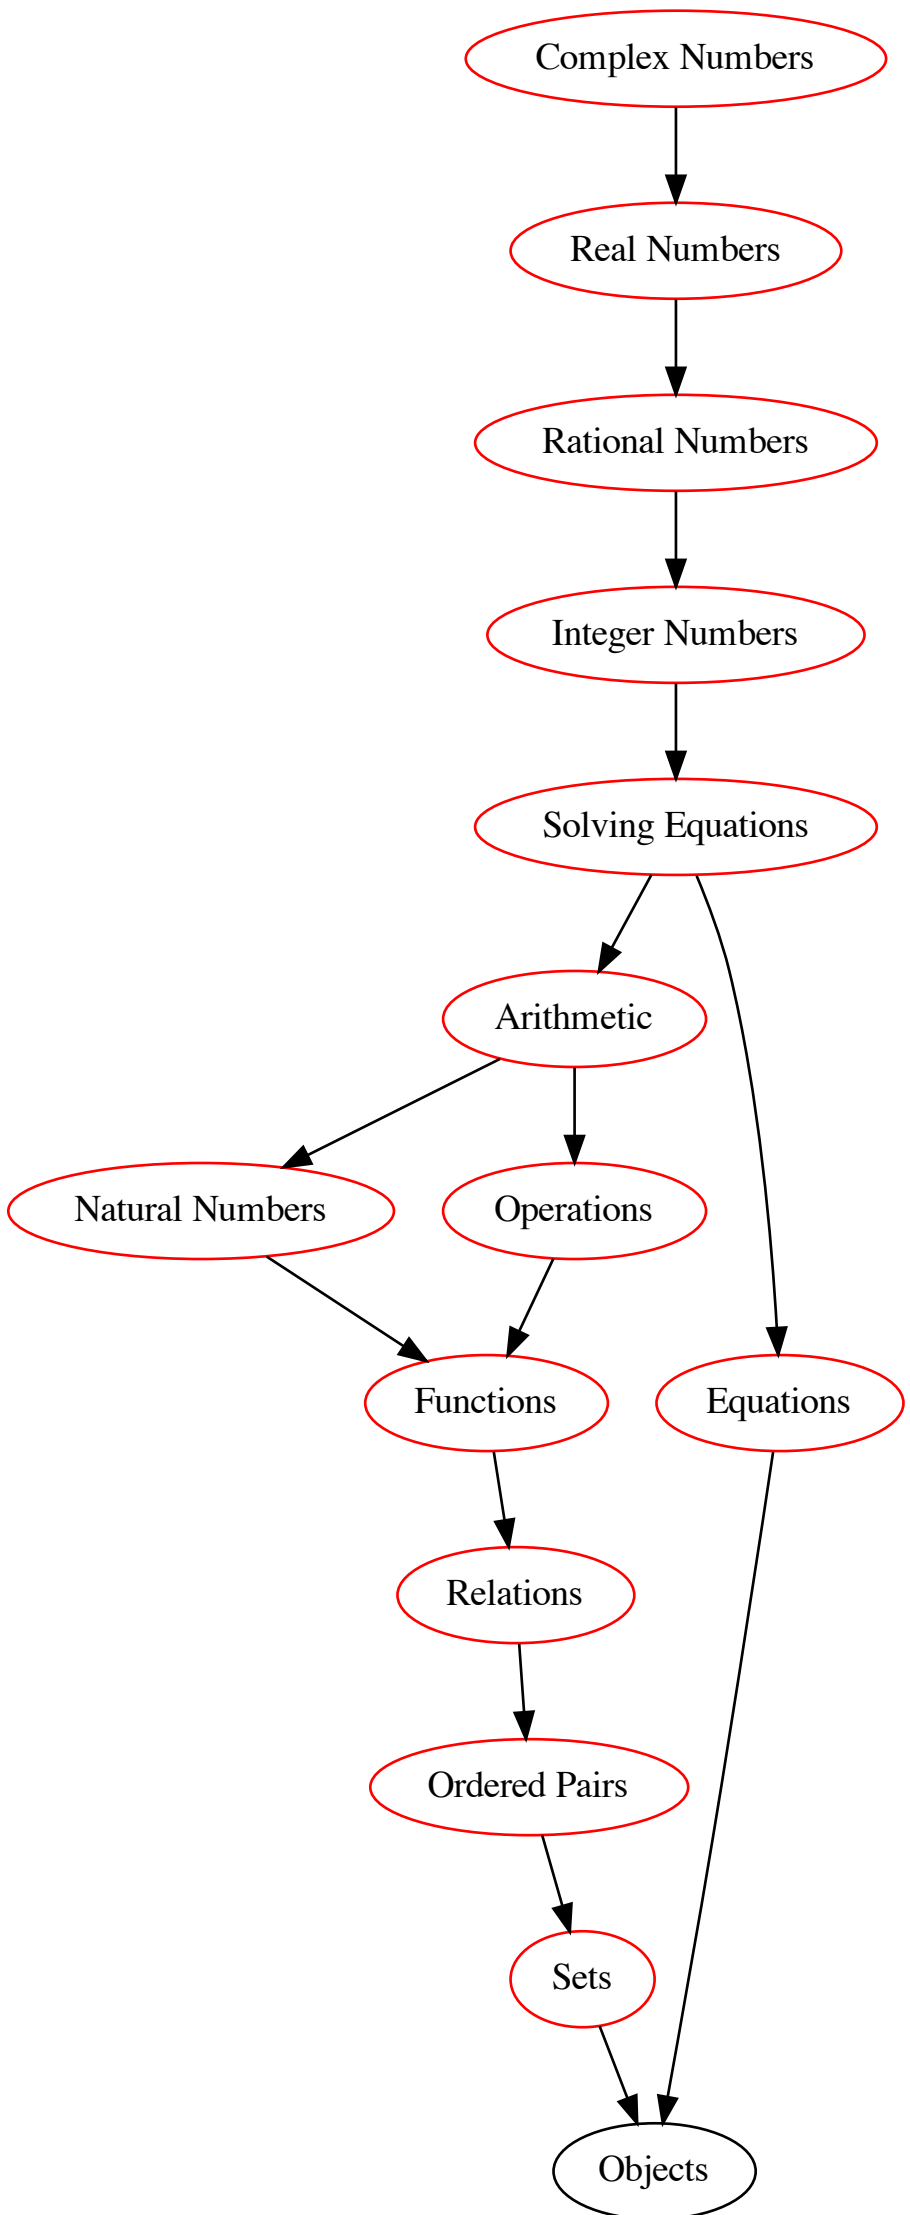 Complex Numbers
Real Numbers
Rational Numbers
Integer Numbers
Solving Equations
Arithmetic
Natural Numbers
Operations
Functions
Equations
Relations
Ordered Pairs
Sets
Objects